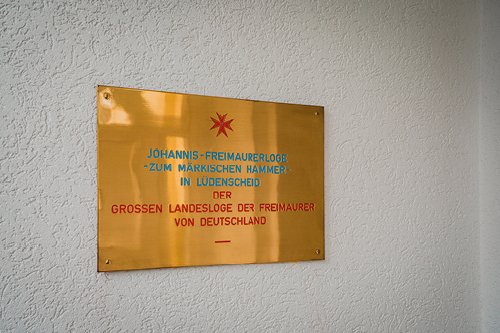 JOHANNIS-FREIMAURERLOGE
-ZUM MÄRKISCHEN HAMMER-
IN LÜDENSCHEID
DER
GROSSEN LANDESLOGE DER FREIMAURER
VON DEUTSCHLAND